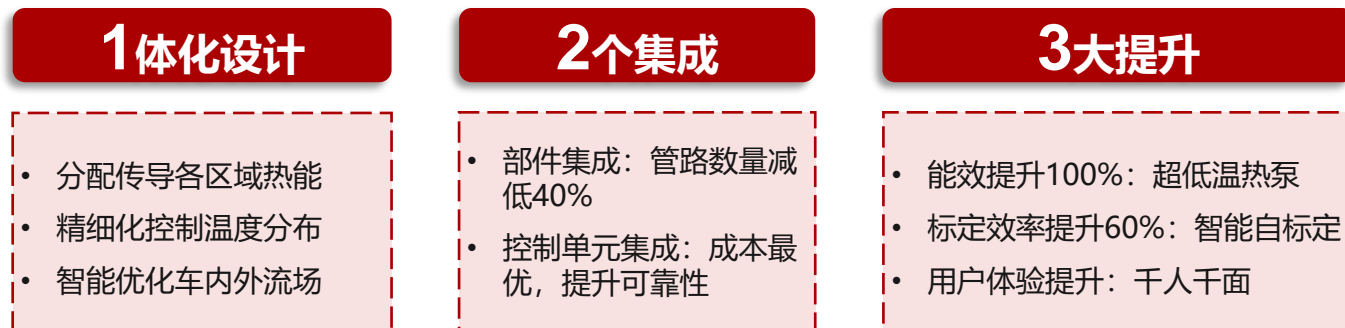 1体化设计
• 分配传导各区域热能
• 精细化控制温度分布
• 智能优化车内外流场
2个集成
• 部件集成：管路数量减
低40%
• 控制单元集成：成本最
优，提升可靠性
3大提升
• 能效提升100%：超低温热泵
• 标定效率提升60%：智能自标定
• 用户体验提升：千人千面